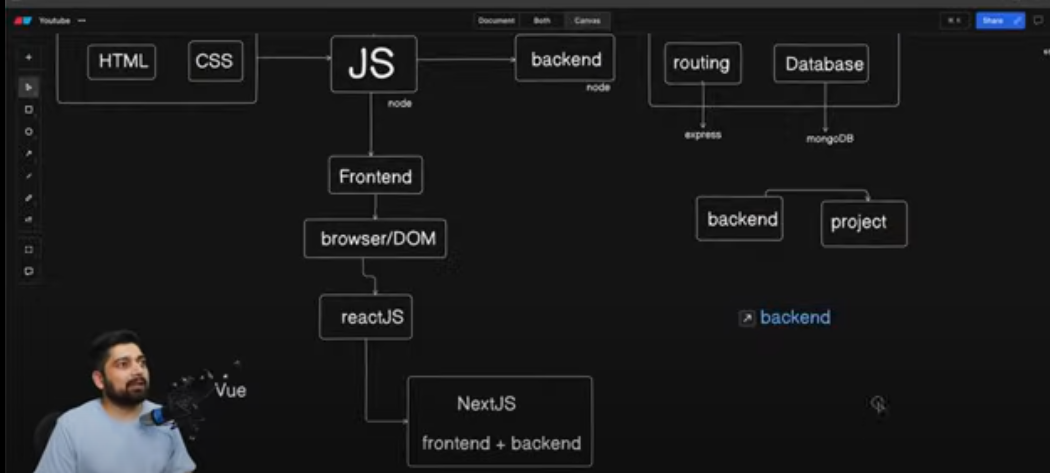 Youtube
Document Both Canvas
Share
HTML
CSS
JS
node
backend
node
routing
Database
express
mongoDB
Frontend
browser/DOM
backend
project
reactJS
backend
Vue
NextJS
frontend + backend